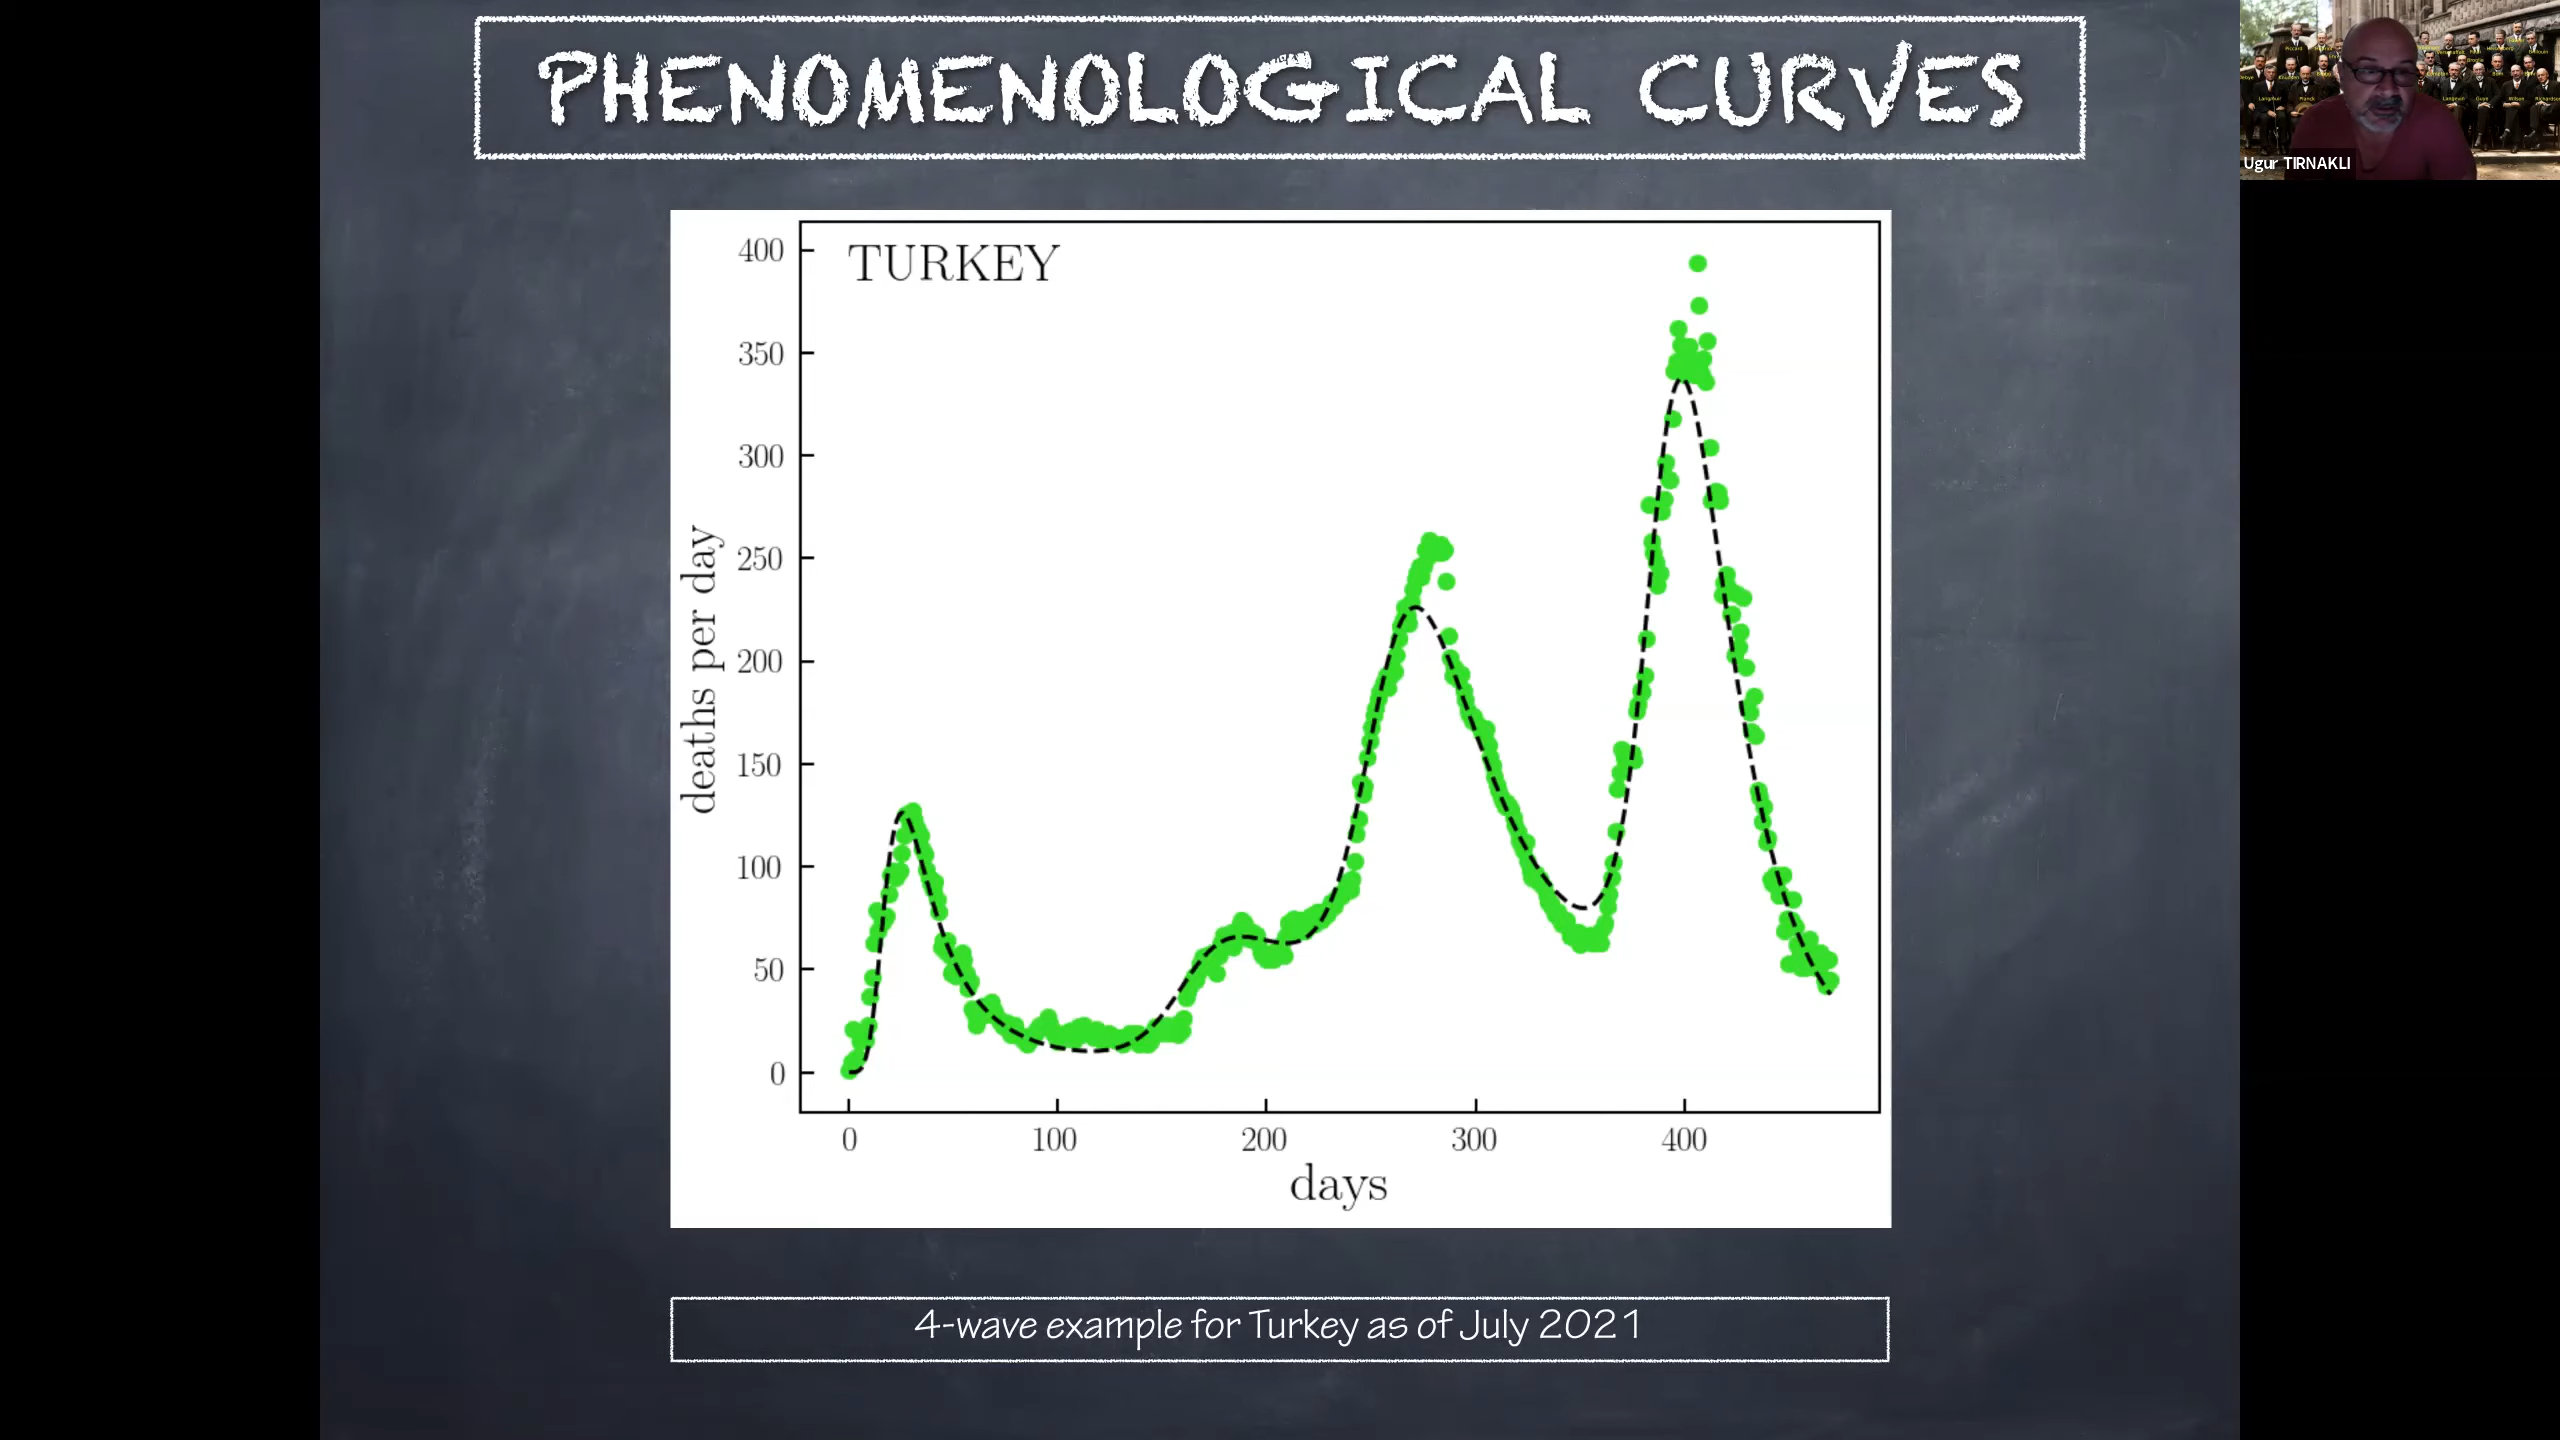 PHENOMENOLOGICAL CURVES
Ugur TIRNAKLI
TURKEY
400
350
300
250
200
150
100
50
0
deaths per day
0 100 200 300 400
days
4-wave example for Turkey as of July 2021